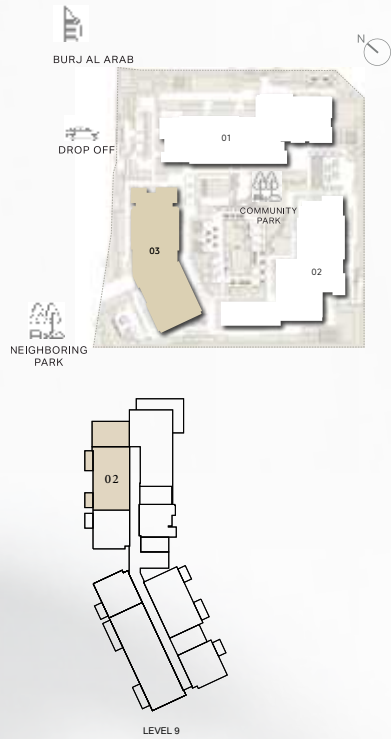 N
BURJ AL ARAB
DROP OFF
01
COMMUNITY
PARK
03
02
NEIGHBORING
PARK
02
LEVEL 9